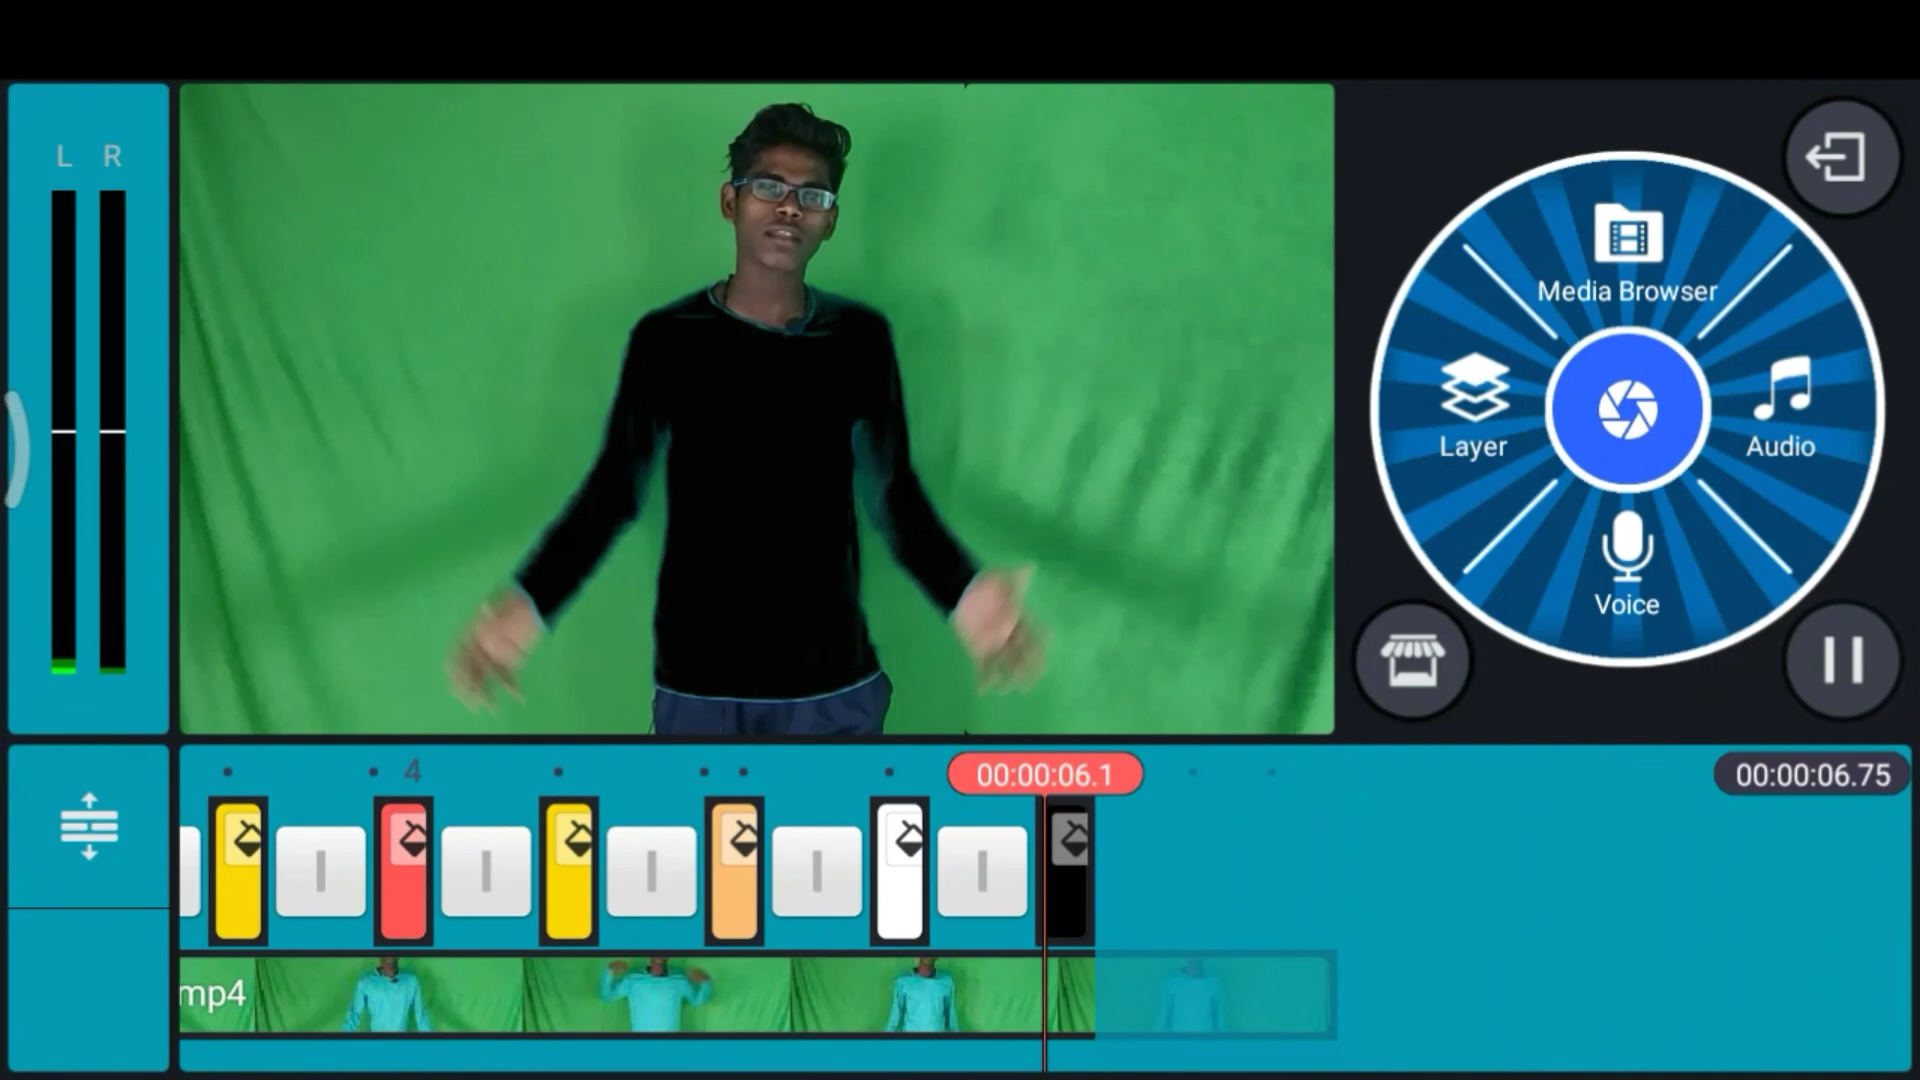 L R
Media Browser
Layer
Audio
Voice
4
00:00:06.1
00:00:06.75
mp4